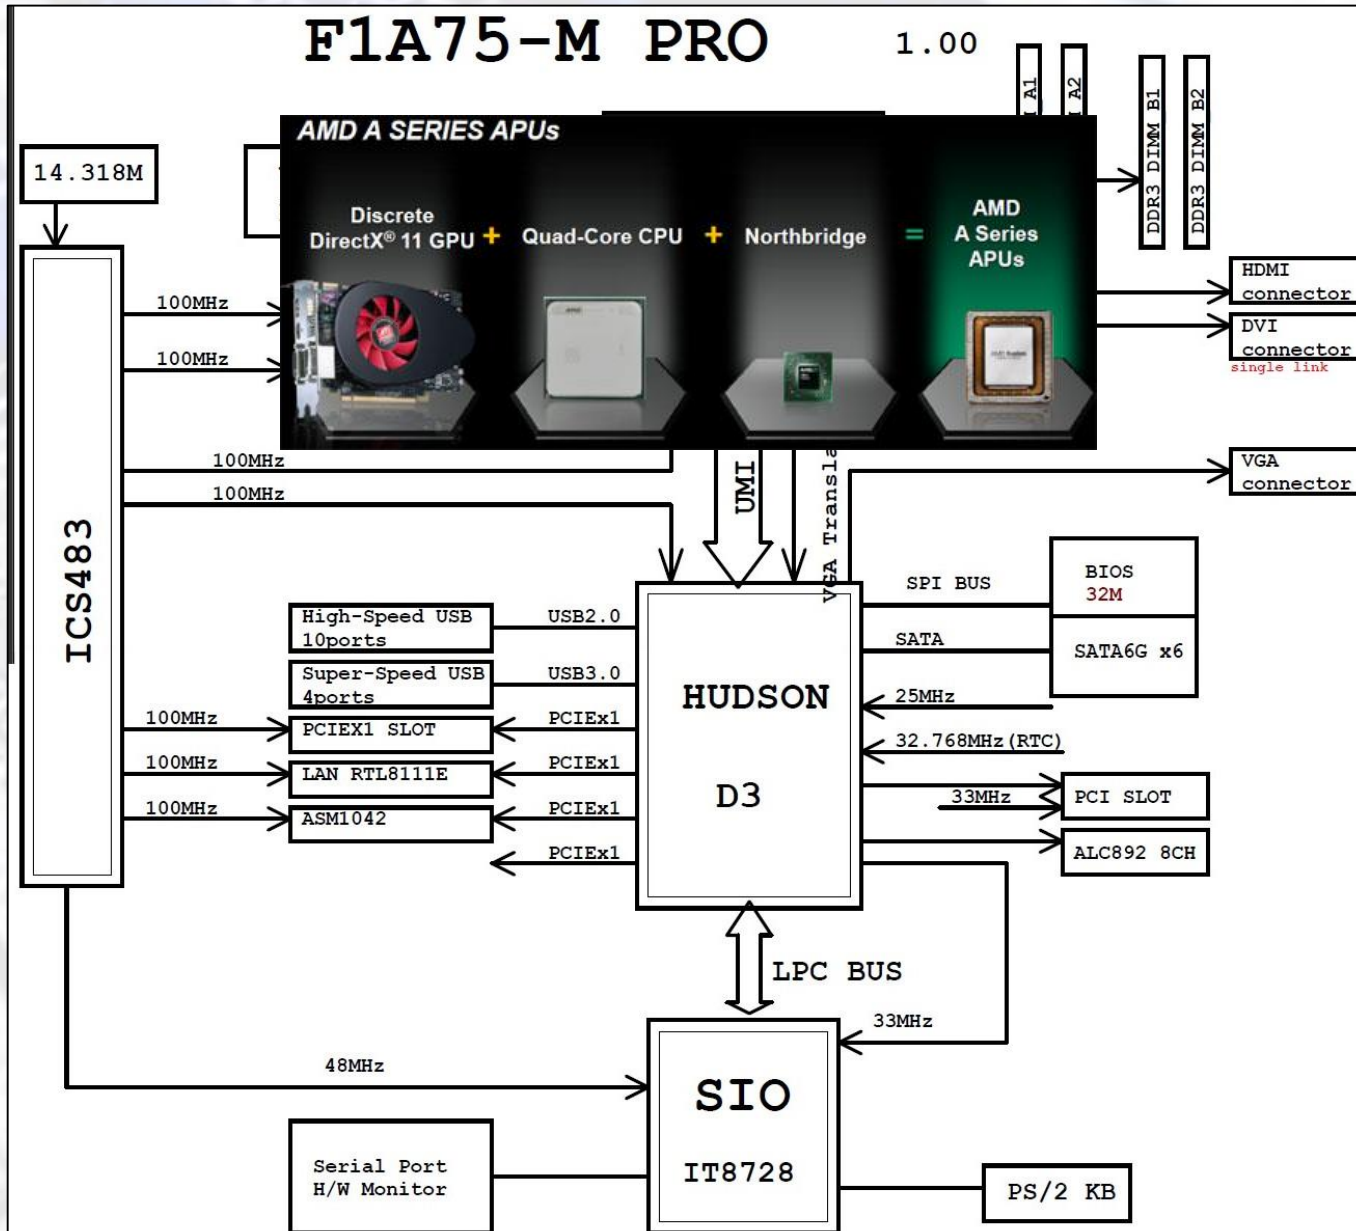 F1A75-M PRO
1.00
A1
A2
DDR3 DIMM B1
DDR3 DIMM B2
14.318M
AMD A SERIES APUs
Discrete
DirectX® 11 GPU
+
Quad-Core CPU
+
Northbridge
=
AMD
A Series
APUs
HDMI
connector
DVI
connector
single link
VGA
connector
100MHz
100MHz
100MHz
100MHz
ICS483
UMI
VGA Transla
High-Speed USB
10ports
USB2.0
Super-Speed USB
4ports
USB3.0
100MHz
PCIEX1 SLOT
PCIEx1
100MHz
LAN RTL8111E
PCIEx1
100MHz
ASM1042
PCIEx1
PCIEx1
HUDSON
D3
SPI BUS
BIOS
32M
SATA
SATA6G x6
25MHz
32.768MHz(RTC)
33MHz
PCI SLOT
ALC892 8CH
LPC BUS
33MHz
48MHz
SIO
IT8728
Serial Port
H/W Monitor
PS/2 KB